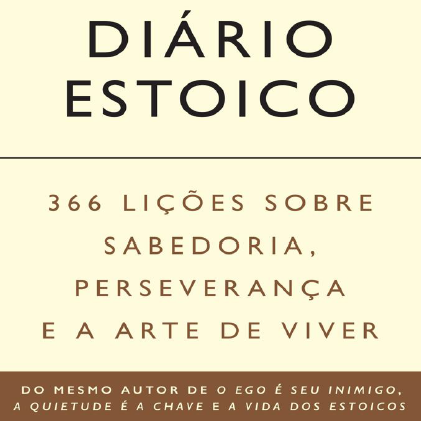 DIÁRIO
ESTOICO
366 LIÇÕES SOBRE
SABEDORIA,
PERSEVERANÇA
E A ARTE DE VIVER
DO MESMO AUTOR DE O EGO É SEU INIMIGO,
A QUIETUDE É A CHAVE E A VIDA DOS ESTOICOS